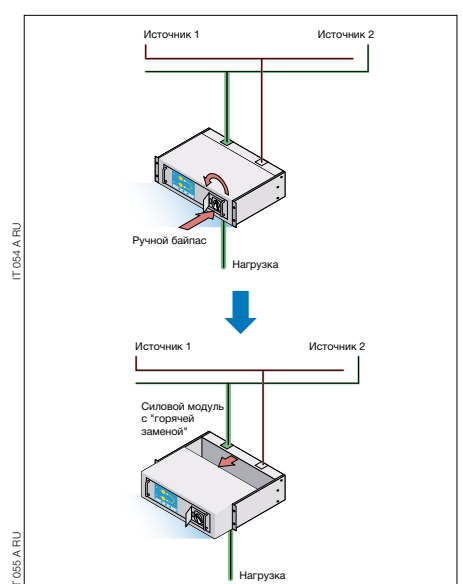 Источник 1
Источник 2
Ручной байпас
Нагрузка
IT 054 A RU
Источник 1
Источник 2
Силовой модуль
с "горячей
заменой"
Нагрузка
T 055 A RU